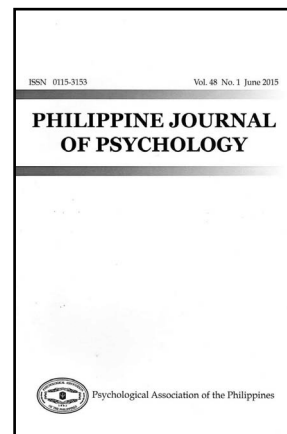 ISSN 0115-3153 Vol. 48 No. 1 June 2015
PHILIPPINE JOURNAL
OF PSYCHOLOGY
Psychological Association of the Philippines